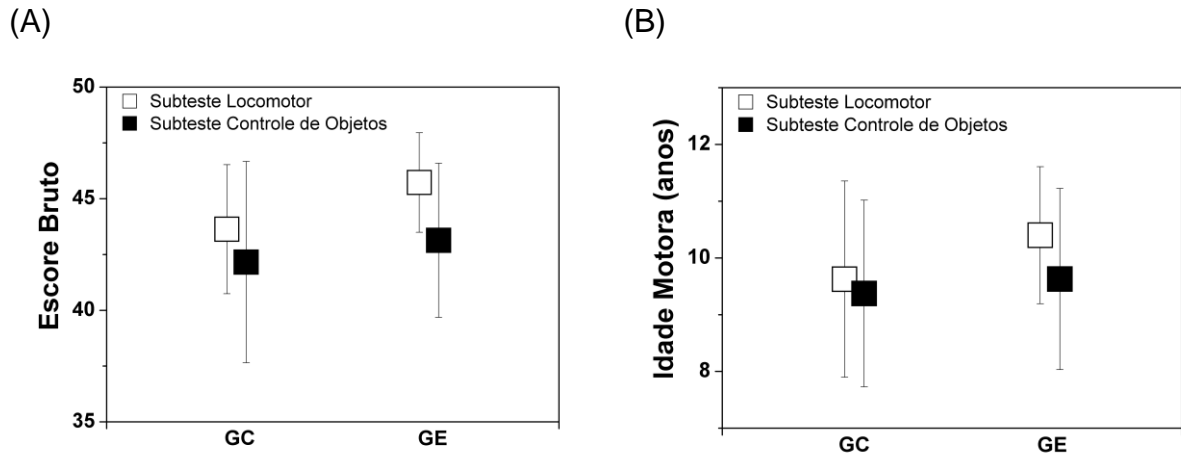 (A)
(B)
50
45
40
35
Escore Bruto
Subteste Locomotor
Subteste Controle de Objetos
GC
GE
12
10
8
Idade Motora (anos)
Subteste Locomotor
Subteste Controle de Objetos
GC
GE